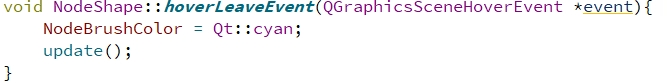 void NodeShape::hoverLeaveEvent(QGraphicsSceneHoverEvent *event){
    NodeBrushColor = Qt::cyan;
    update();
}